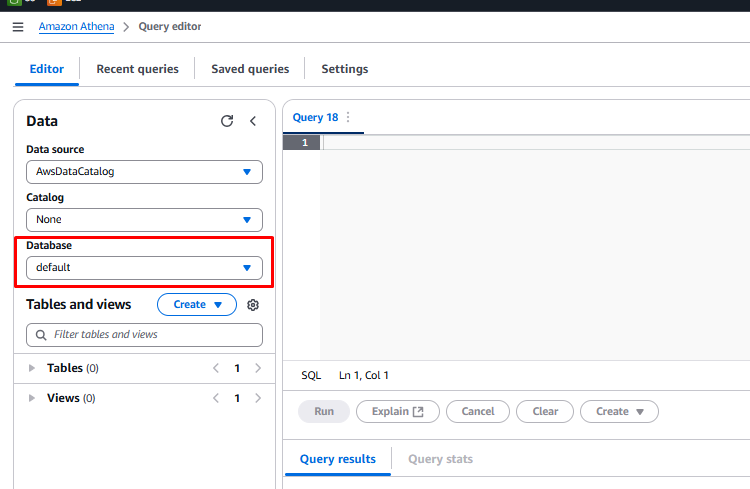 Amazon Athena > Query editor
Editor
Recent queries
Saved queries
Settings
Data
Data source
AwsDataCatalog
Catalog
None
Database
default
Tables and views
Create
Filter tables and views
Tables (0)
1
Views (0)
1
Query 18
1
SQL
Ln 1, Col 1
Run
Explain
Cancel
Clear
Create
Query results
Query stats